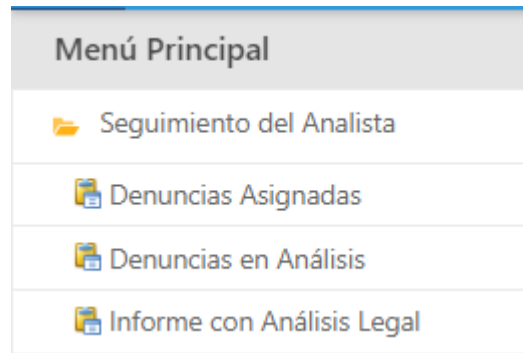 Menú Principal
Seguimiento del Analista
Denuncias Asignadas
Denuncias en Análisis
Informe con Análisis Legal